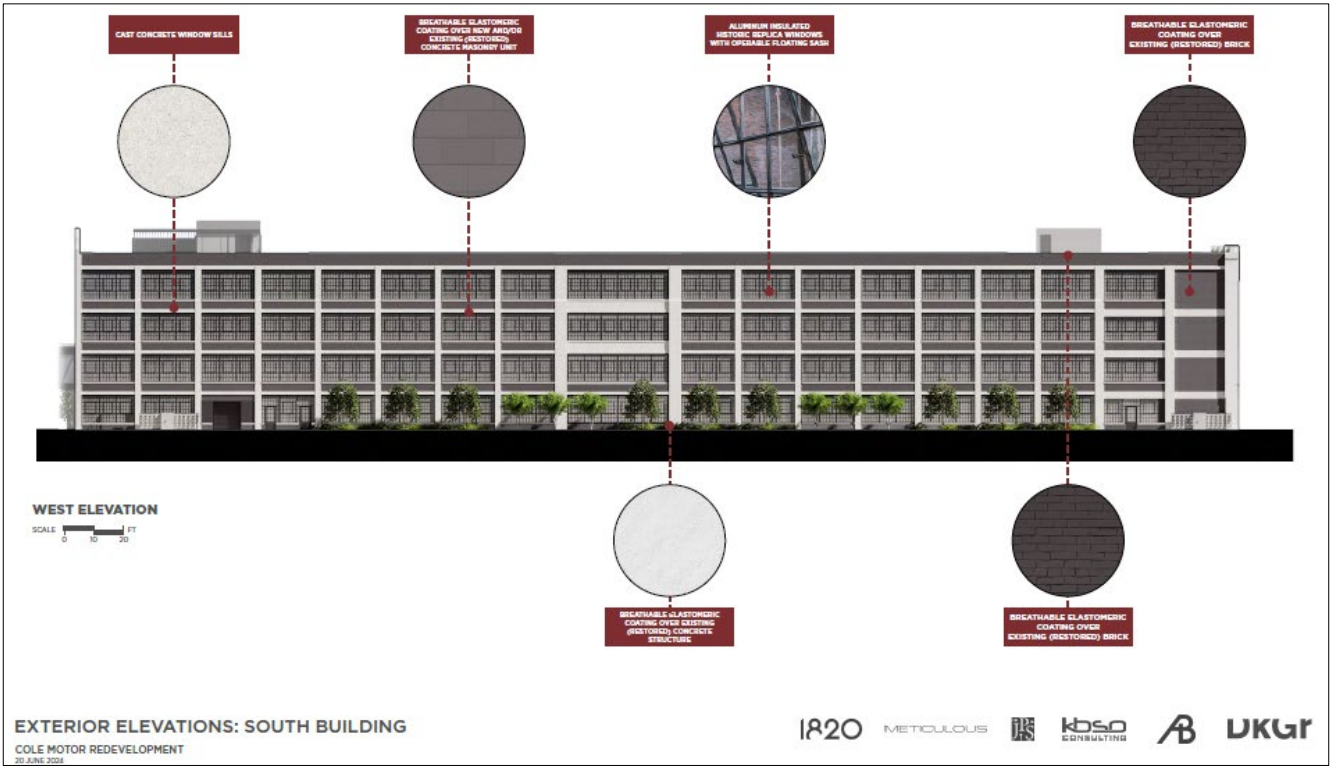 CAST CONCRETE WINDOW SILLS
BREATHABLE ELASTOMERIC
COATING OVER NEW AND/OR
EXISTING (RESTORED)
CONCRETE MASONRY UNIT
ALUMINUM INSULATED
HISTORIC REPLICA WINDOWS
WITH OPERABLE FLOATING SASH
BREATHABLE ELASTOMERIC
COATING OVER
EXISTING (RESTORED) BRICK
WEST ELEVATION
SCALE
FT
0 10 20
BREATHABLE ELASTOMERIC
COATING OVER EXISTING
(RESTORED) CONCRETE
STRUCTURE
BREATHABLE ELASTOMERIC
COATING OVER
EXISTING (RESTORED) BRICK
EXTERIOR ELEVATIONS: SOUTH BUILDING
COLE MOTOR REDEVELOPMENT
20 JUNE 2024
1820
METICULOUS
kbso
CONSULTING
AB
DKGr